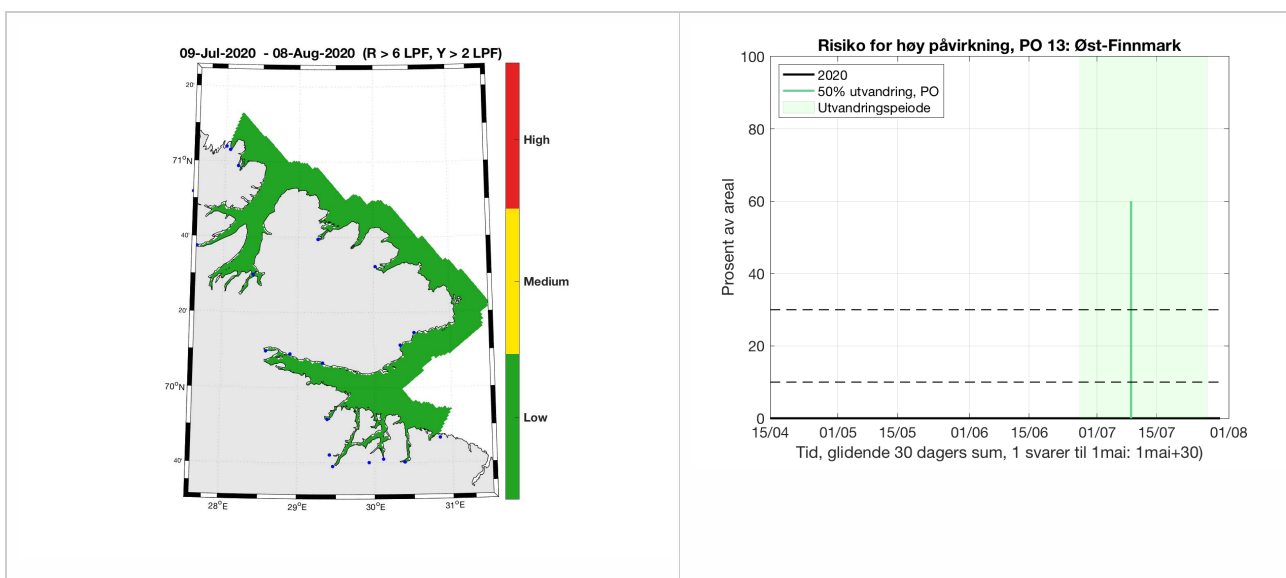 09-Jul-2020 - 08-Aug-2020 (R > 6 LPF, Y > 2 LPF)
20'
71°N
40'
20'
70°N
40'
28°E
29°E
30°E
31°E
High
Medium
Low
Risiko for høy påvirkning, PO 13: Øst-Finnmark
2020
50% utvandring, PO
Utvandringspeiode
Prosent av areal
100
80
60
40
20
0
15/04
01/05
15/05
01/06
15/06
01/07
15/07
01/08
Tid, glidende 30 dagers sum, 1 svarer til 1mai: 1mai+30)